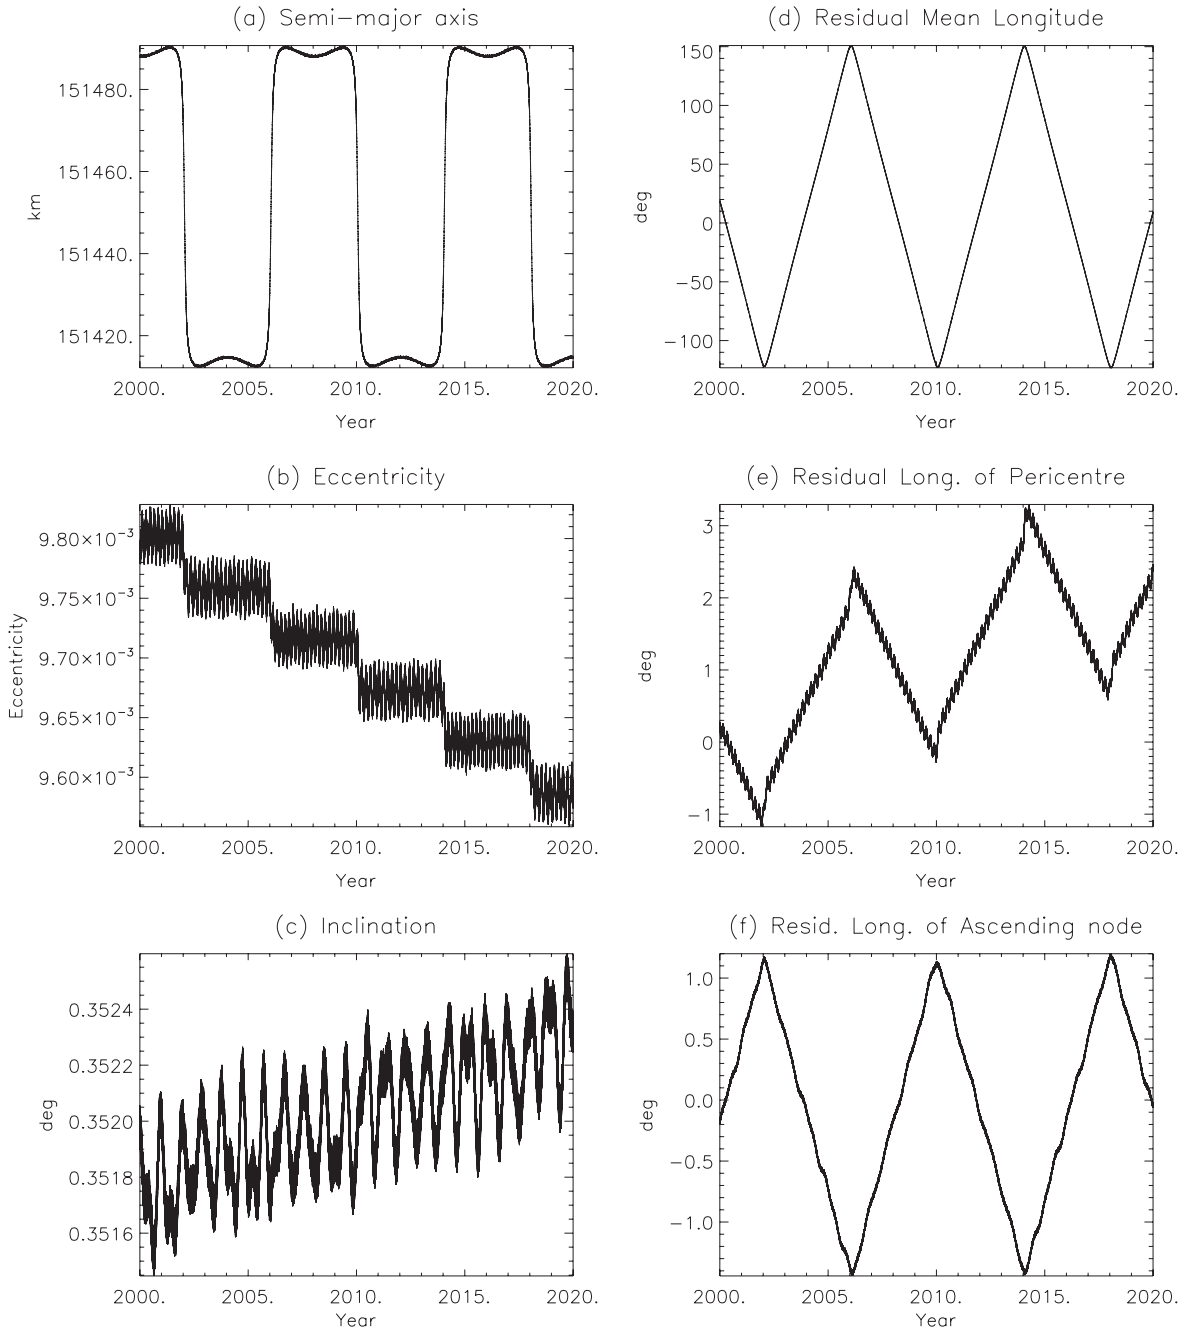 (a) Semi-major axis
151480.
151460.
151440.
151420.
km
2000. 2005. 2010. 2015. 2020.
Year
(d) Residual Mean Longitude
150
100
50
0
-50
-100
deg
2000. 2005. 2010. 2015. 2020.
Year
(b) Eccentricity
9.80×10⁻³
9.75×10⁻³
9.70×10⁻³
9.65×10⁻³
9.60×10⁻³
Eccentricity
2000. 2005. 2010. 2015. 2020.
Year
(e) Residual Long. of Pericentre
3
2
1
0
-1
deg
2000. 2005. 2010. 2015. 2020.
Year
(c) Inclination
0.3524
0.3522
0.3520
0.3518
0.3516
deg
2000. 2005. 2010. 2015. 2020.
Year
(f) Resid. Long. of Ascending node
1.0
0.5
0.0
-0.5
-1.0
deg
2000. 2005. 2010. 2015. 2020.
Year